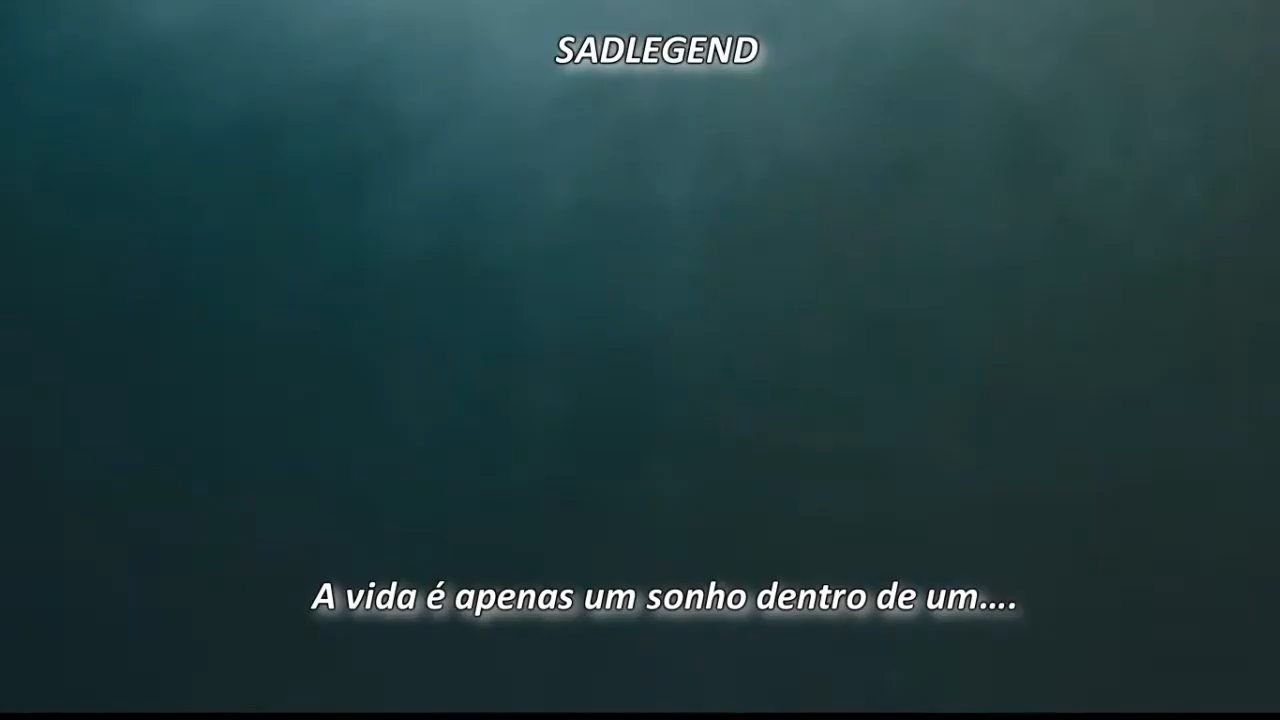 SADLEGEND
A vida é apenas um sonho dentro de um....